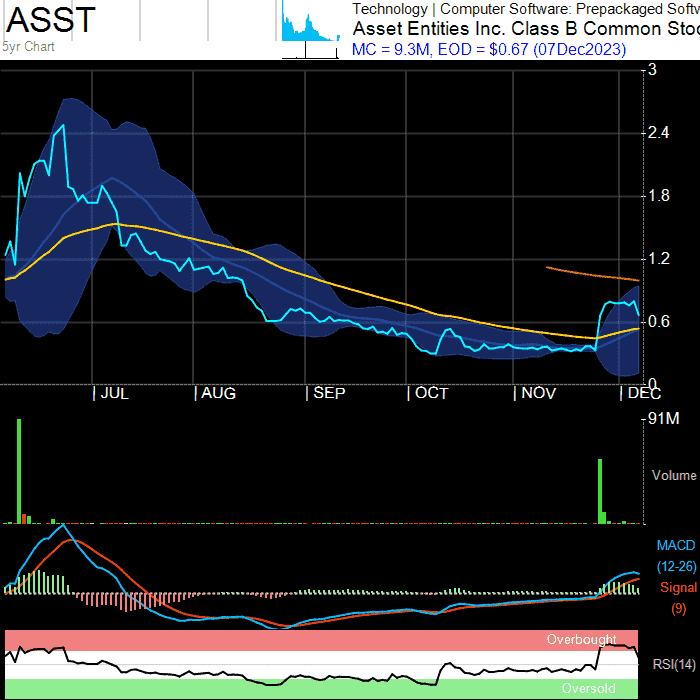 ASST
5yr Chart
Technology | Computer Software: Prepackaged Softw
Asset Entities Inc. Class B Common Stoc
MC = 9.3M, EOD = $0.67 (07Dec2023)
3
2.4
1.8
1.2
0.6
0
JUL AUG SEP OCT NOV DEC
91M
Volume
MACD
(12-26)
Signal
(9)
Overbought
RSI(14)
Oversold